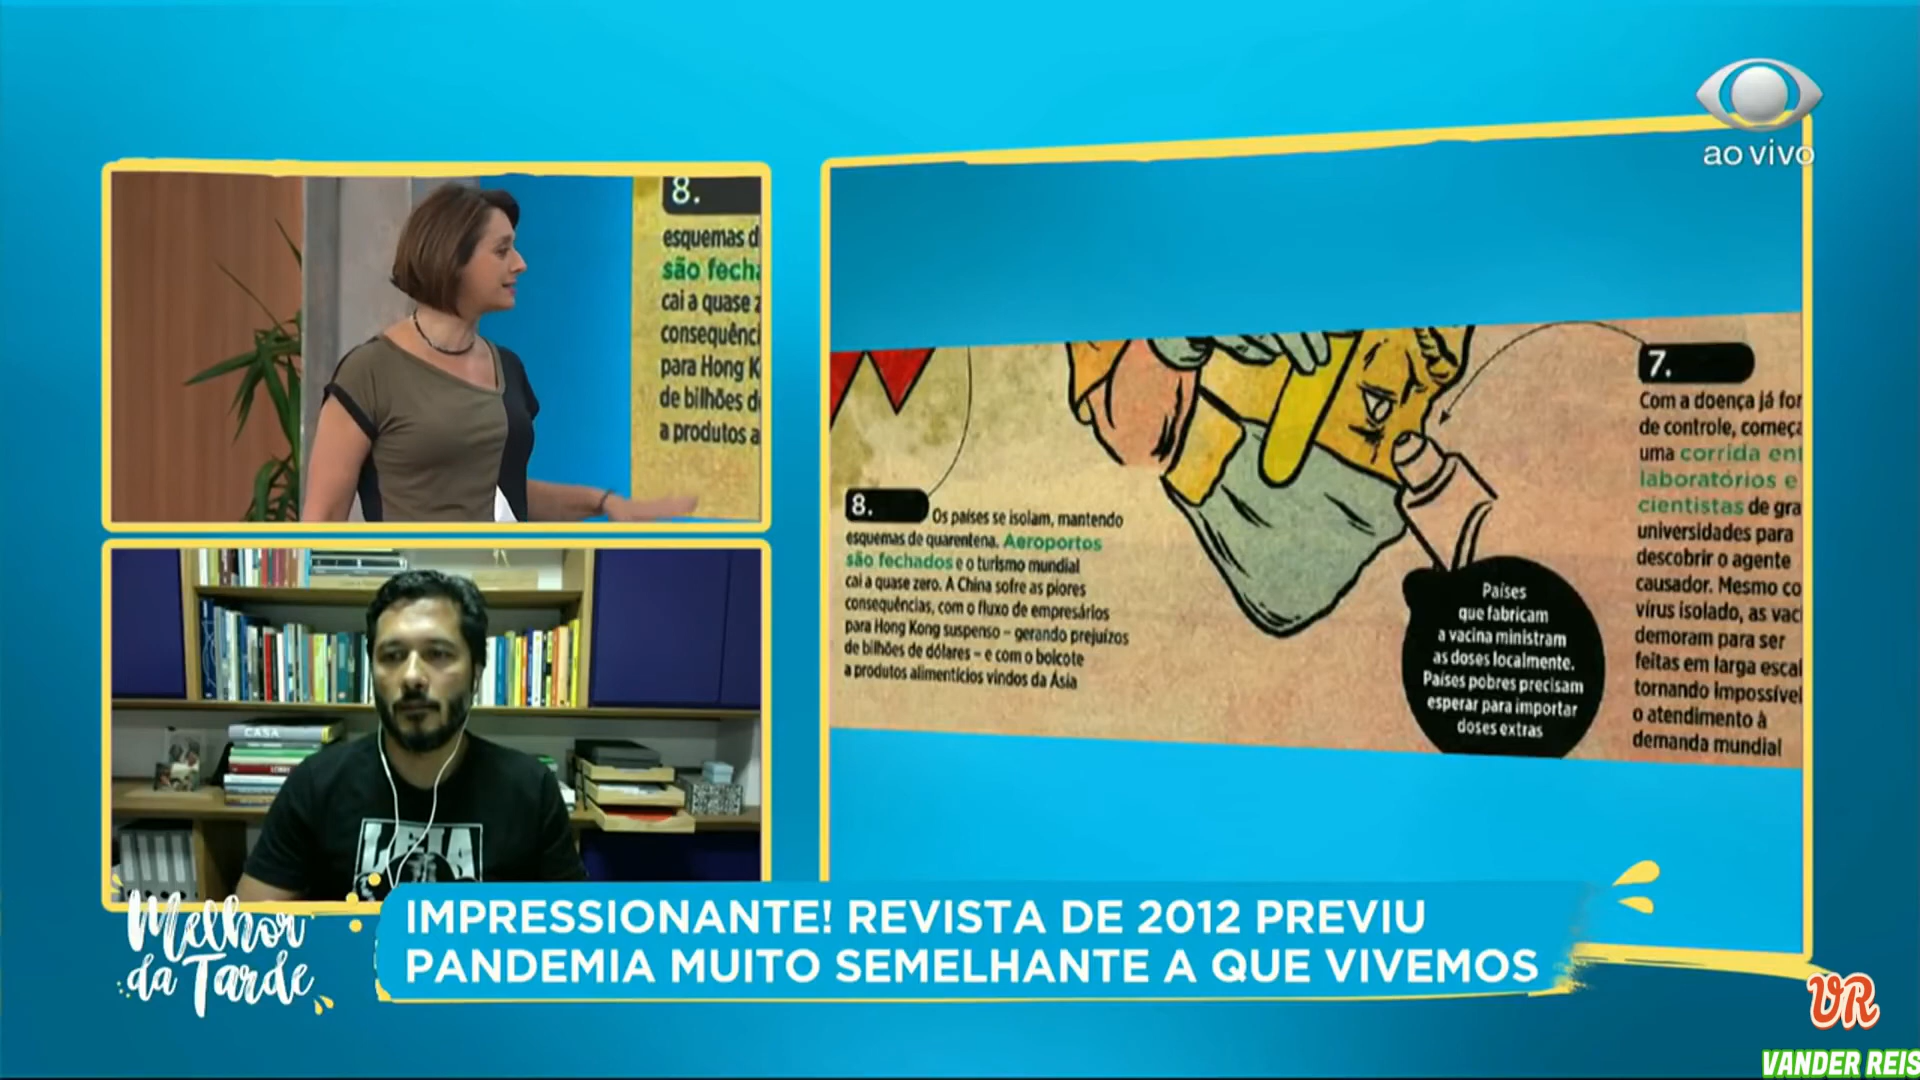 ao vivo
8.
esquemas d
são fech
cai a quase
consequênci
para Hong K
de bilhões d
a produtos a
CASA
LEIA
8.
Os países se isolam, mantendo
esquemas de quarentena. Aeroportos
são fechados e o turismo mundial
cai a quase zero. A China sofre as piores
consequências, com o fluxo de empresários
para Hong Kong suspenso – gerando prejuízos
de bilhões de dólares – e com o boicote
a produtos alimentícios vindos da Ásia
Países
que fabricam
a vacina ministram
as doses localmente.
Países pobres precisam
esperar para importar
doses extras
7.
Com a doença já for
de controle, começa
uma corrida en
laboratórios e
cientistas de gra
universidades para
descobrir o agente
causador. Mesmo co
vírus isolado, as vac
demoram para ser
feitas em larga escal
tornando impossível
o atendimento à
demanda mundial
Melhor
da Tarde
IMPRESSIONANTE! REVISTA DE 2012 PREVIU
PANDEMIA MUITO SEMELHANTE A QUE VIVEMOS
VR
VANDER REIS